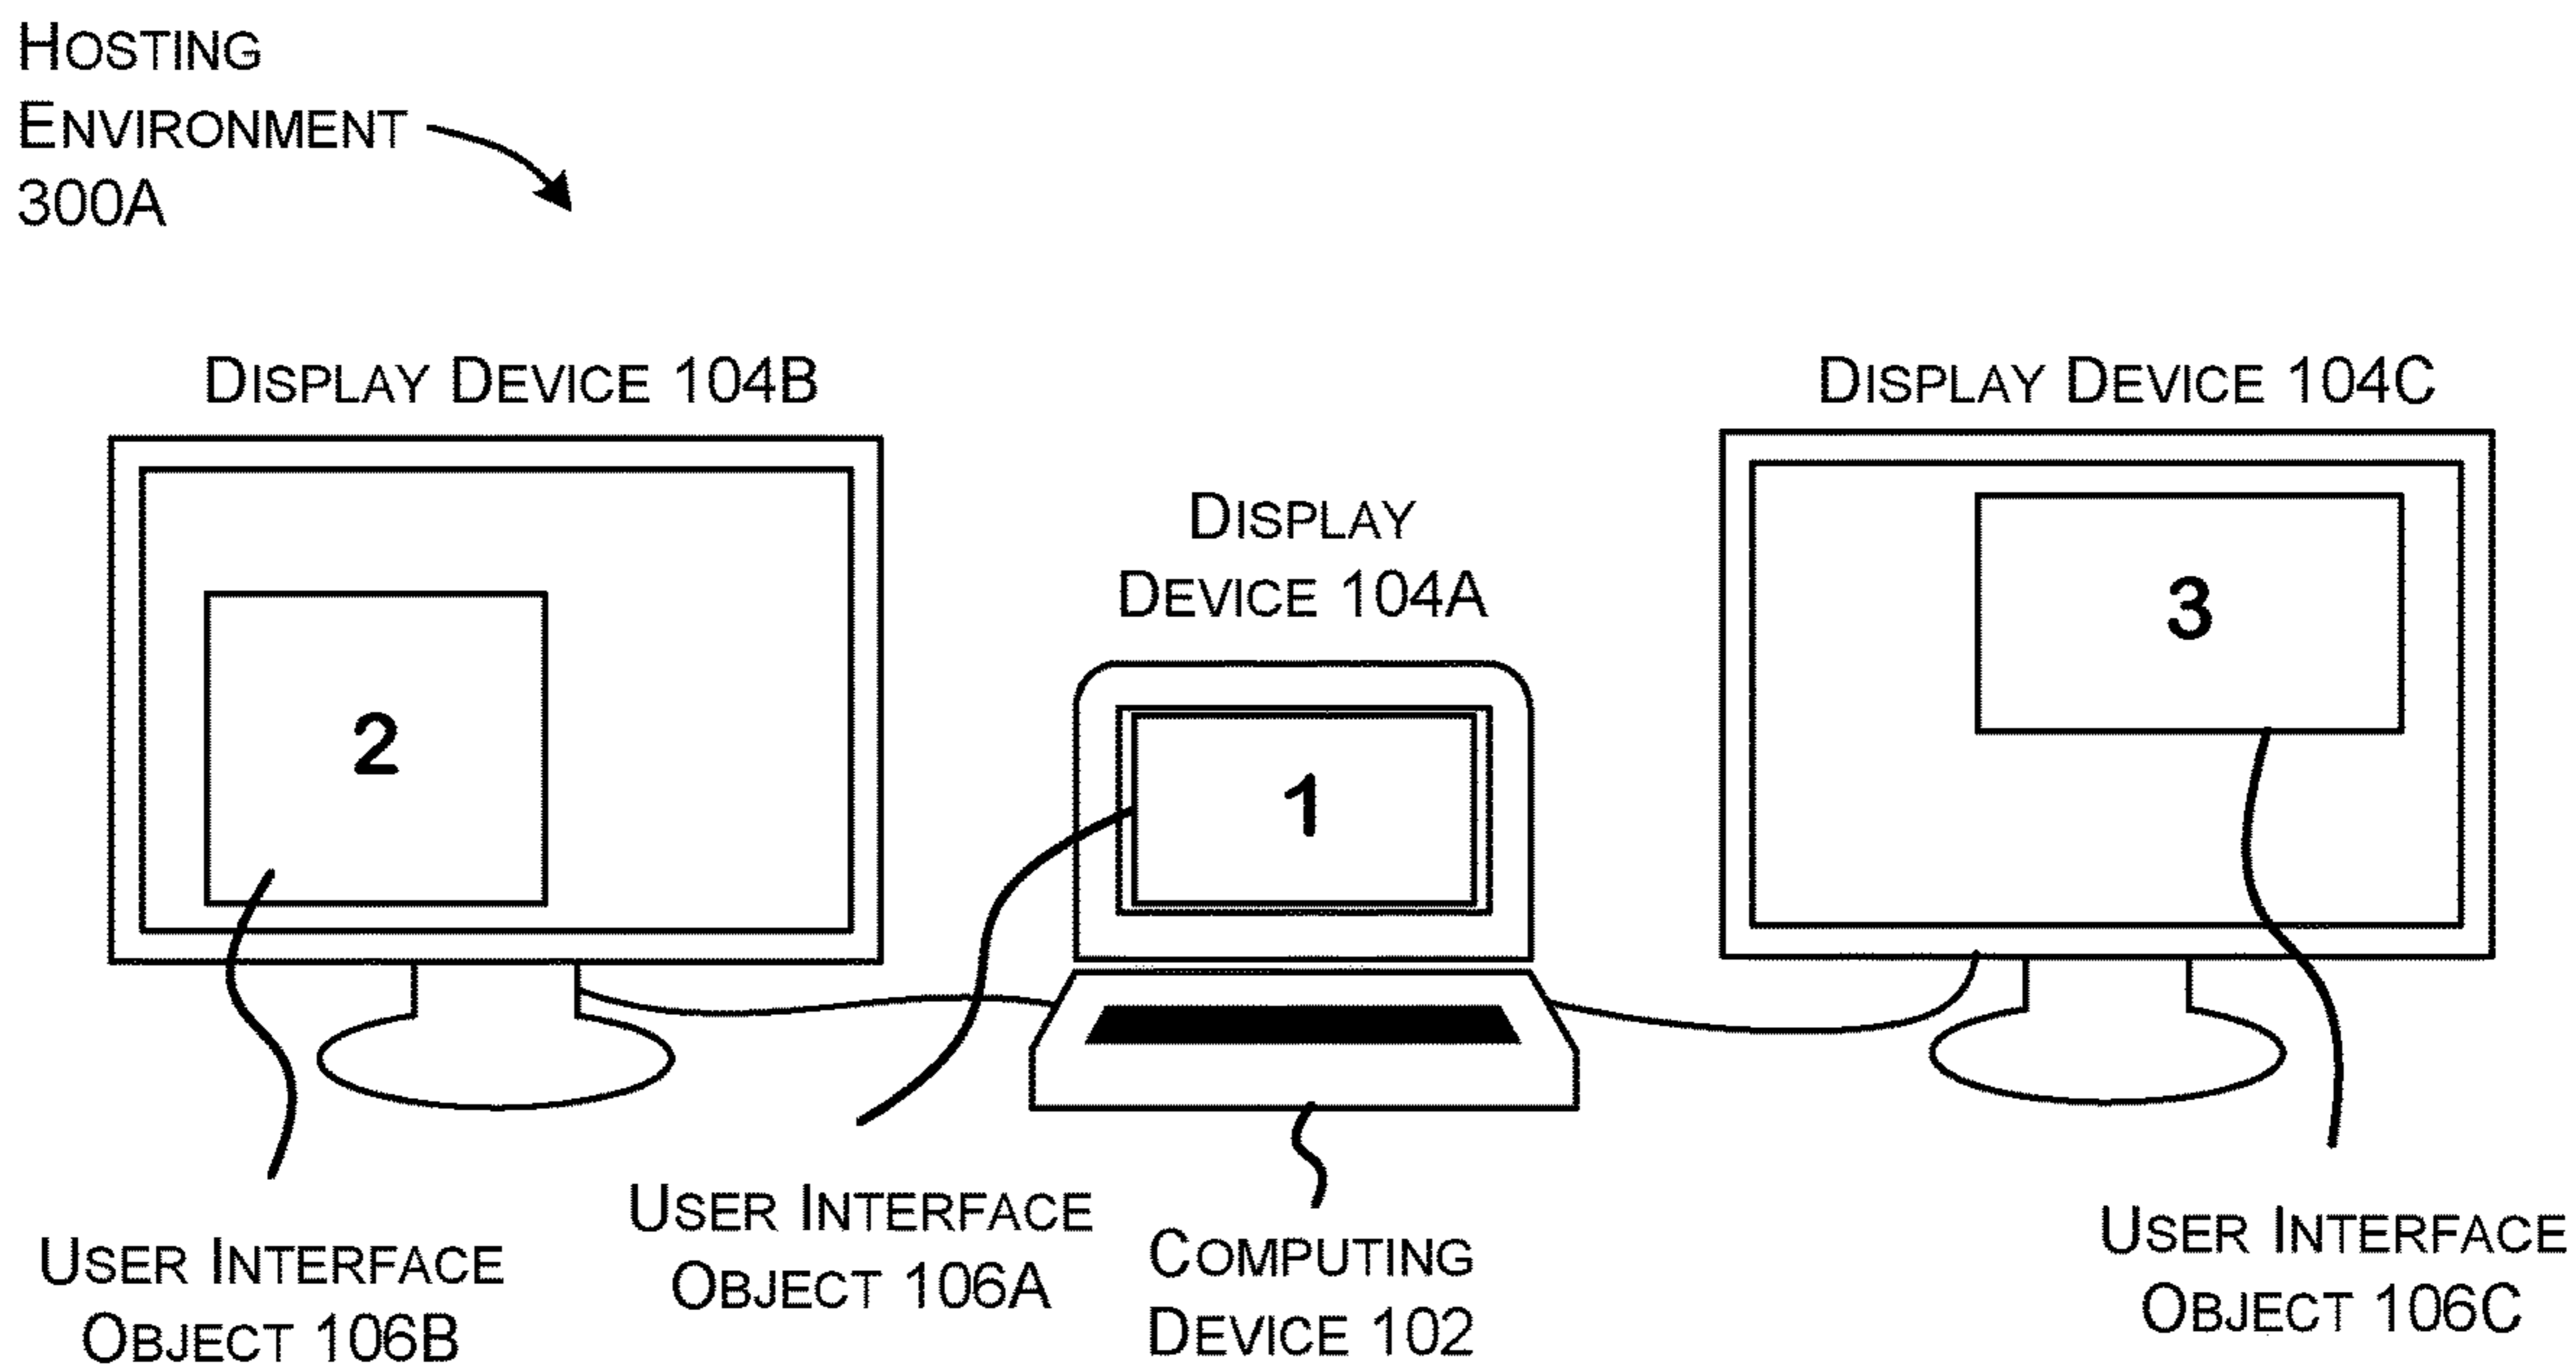 HOSTING
ENVIRONMENT
300A
DISPLAY DEVICE 104B
DISPLAY DEVICE 104C
DISPLAY
DEVICE 104A
2
1
3
USER INTERFACE
OBJECT 106B
USER INTERFACE
OBJECT 106A
COMPUTING
DEVICE 102
USER INTERFACE
OBJECT 106C